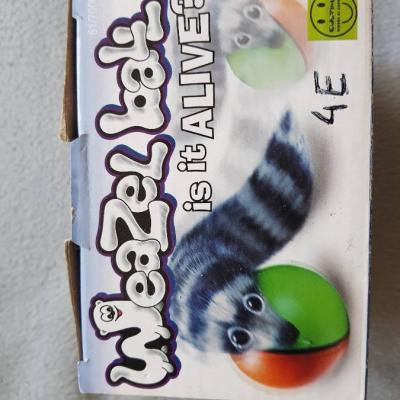 WeaZel ball
is it ALIVE?
4E